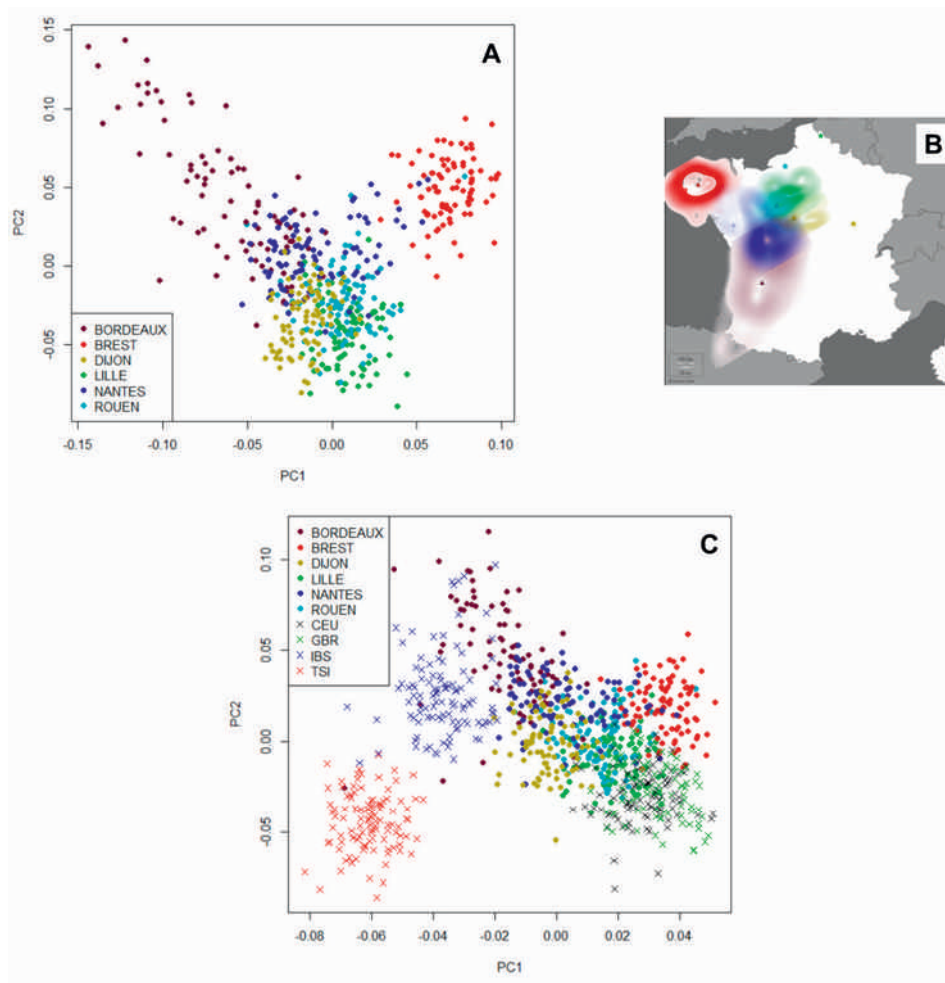 A
0.15
0.10
0.05
0.00
-0.05
PC2
BORDEAUX
BREST
DIJON
LILLE
NANTES
ROUEN
-0.15
-0.10
-0.05
0.00
0.05
0.10
PC1
B
C
0.10
0.05
0.00
-0.05
PC2
BORDEAUX
BREST
DIJON
LILLE
NANTES
ROUEN
CEU
GBR
IBS
TSI
-0.08
-0.06
-0.04
-0.02
0.00
0.02
0.04
PC1